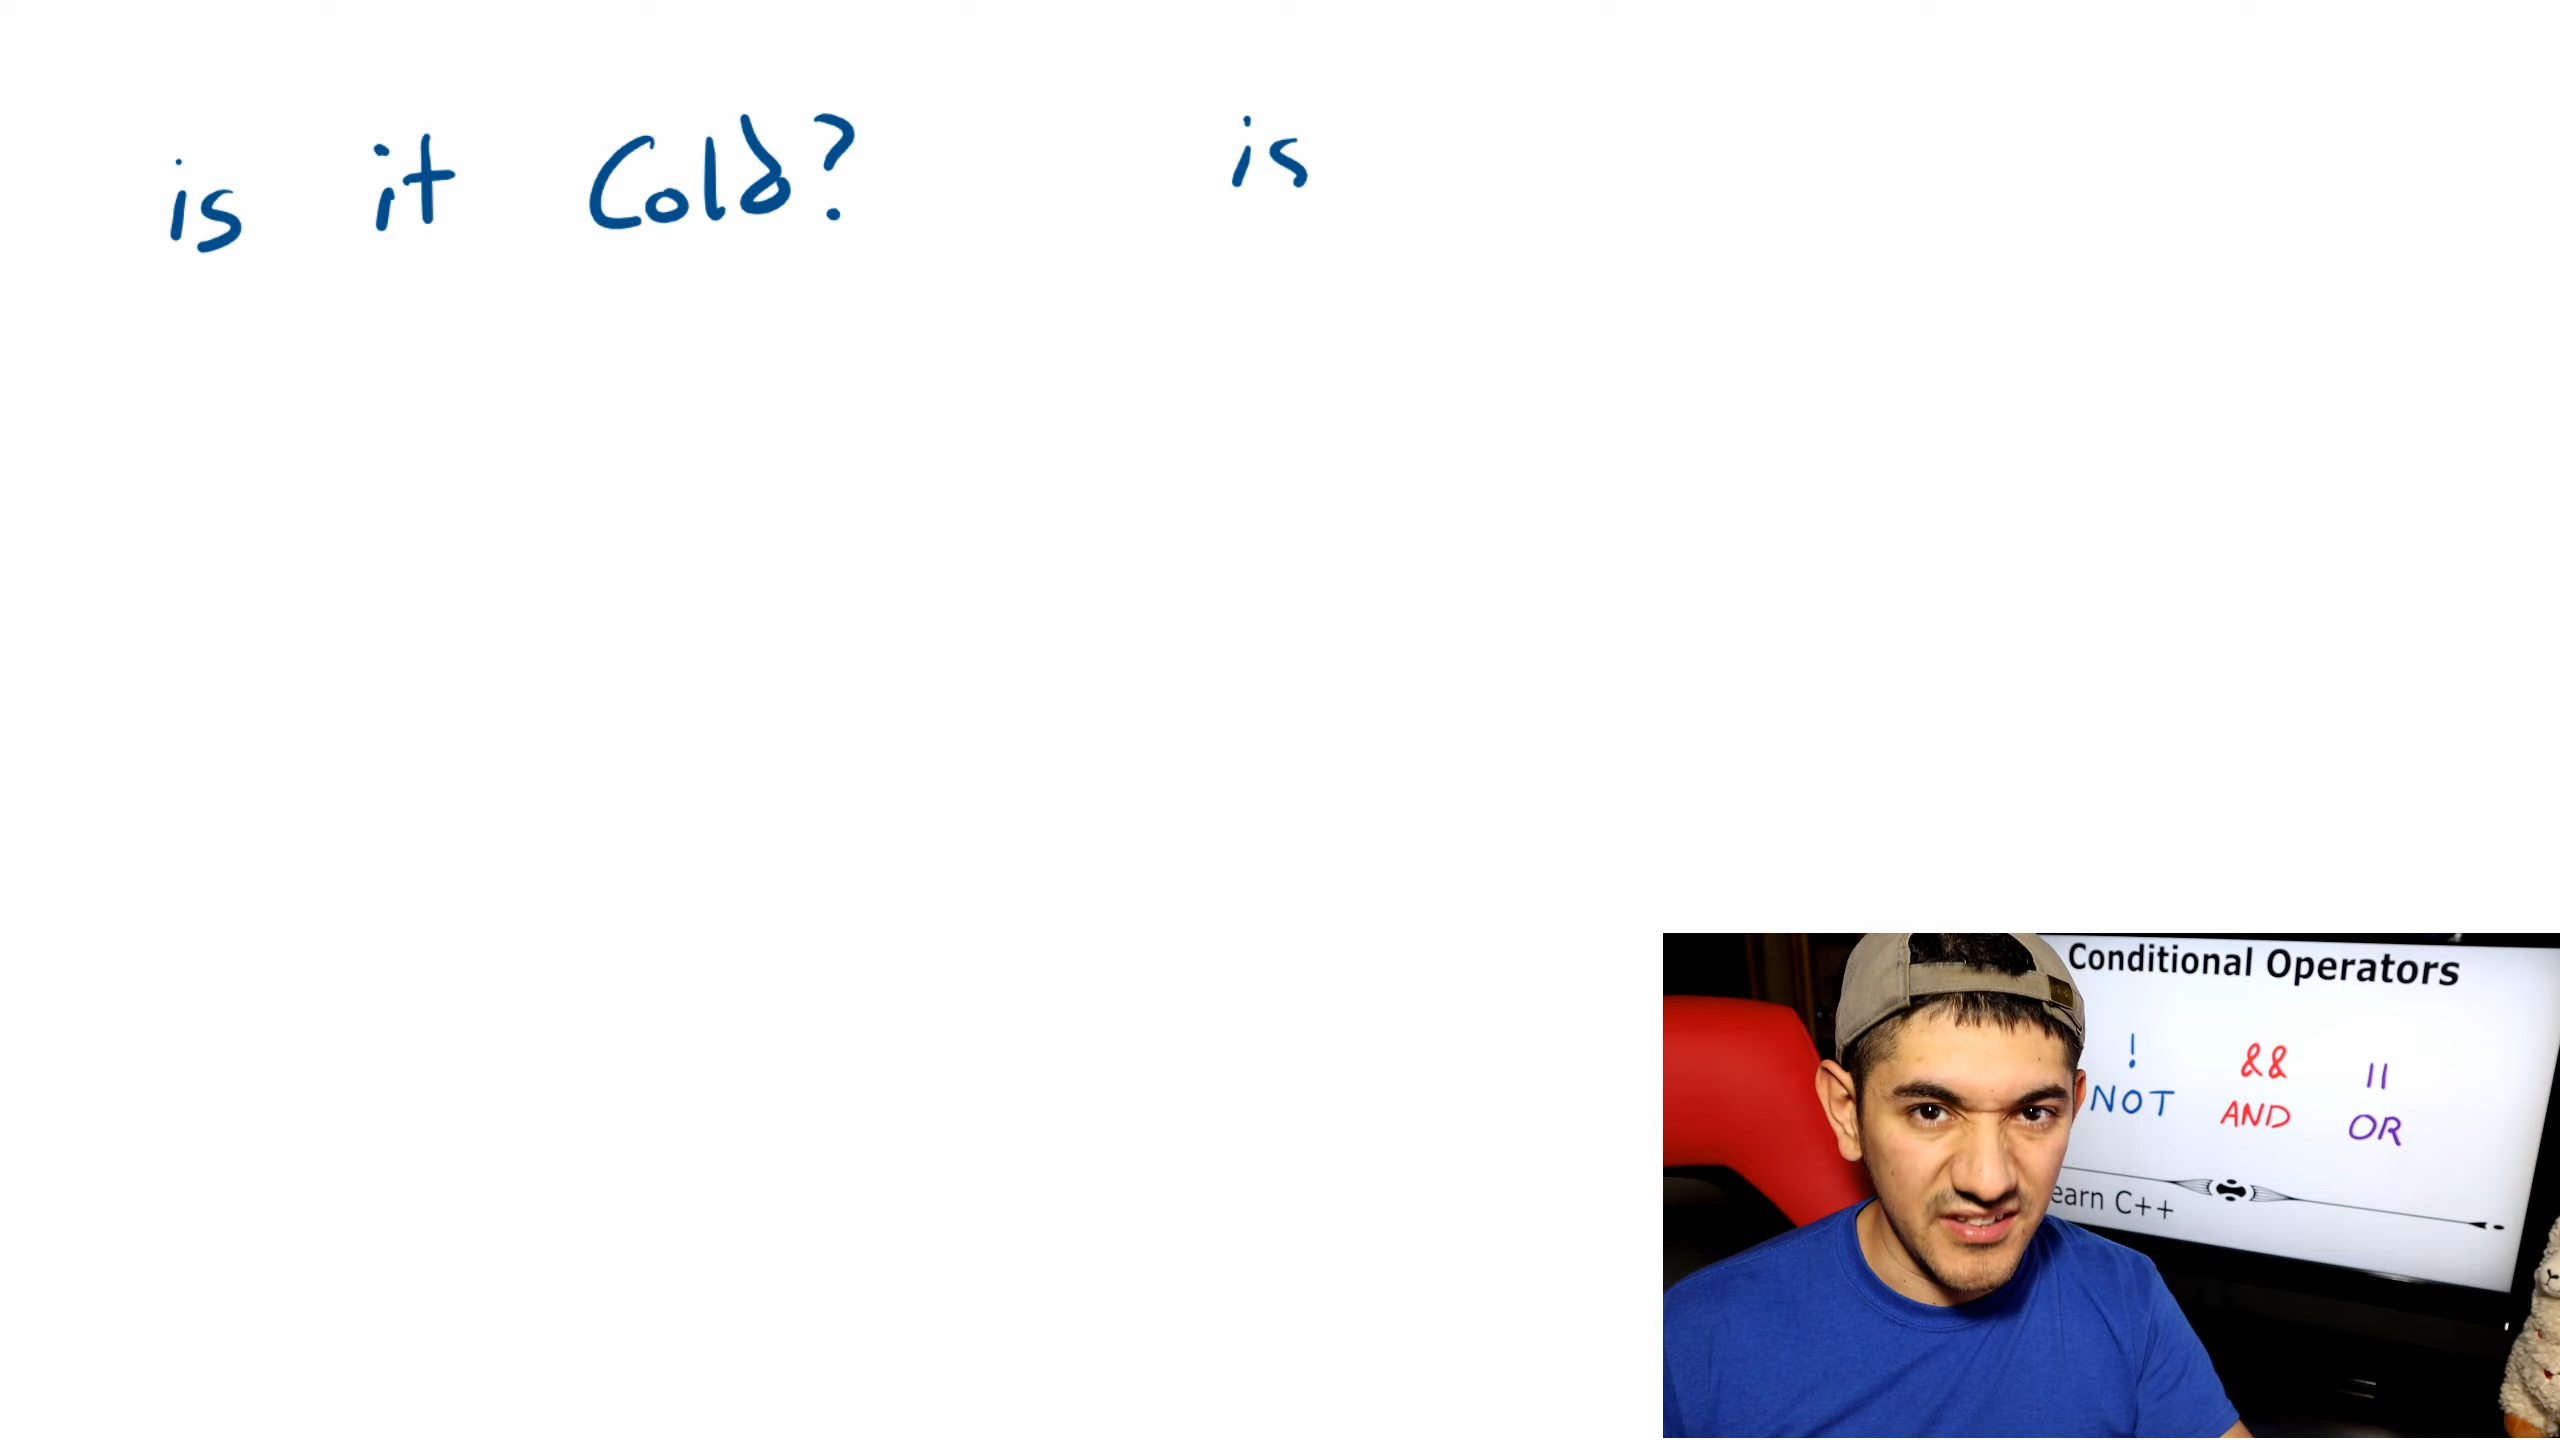 is it Cold? is
Conditional Operators
! && ||
NOT AND OR
earn C++